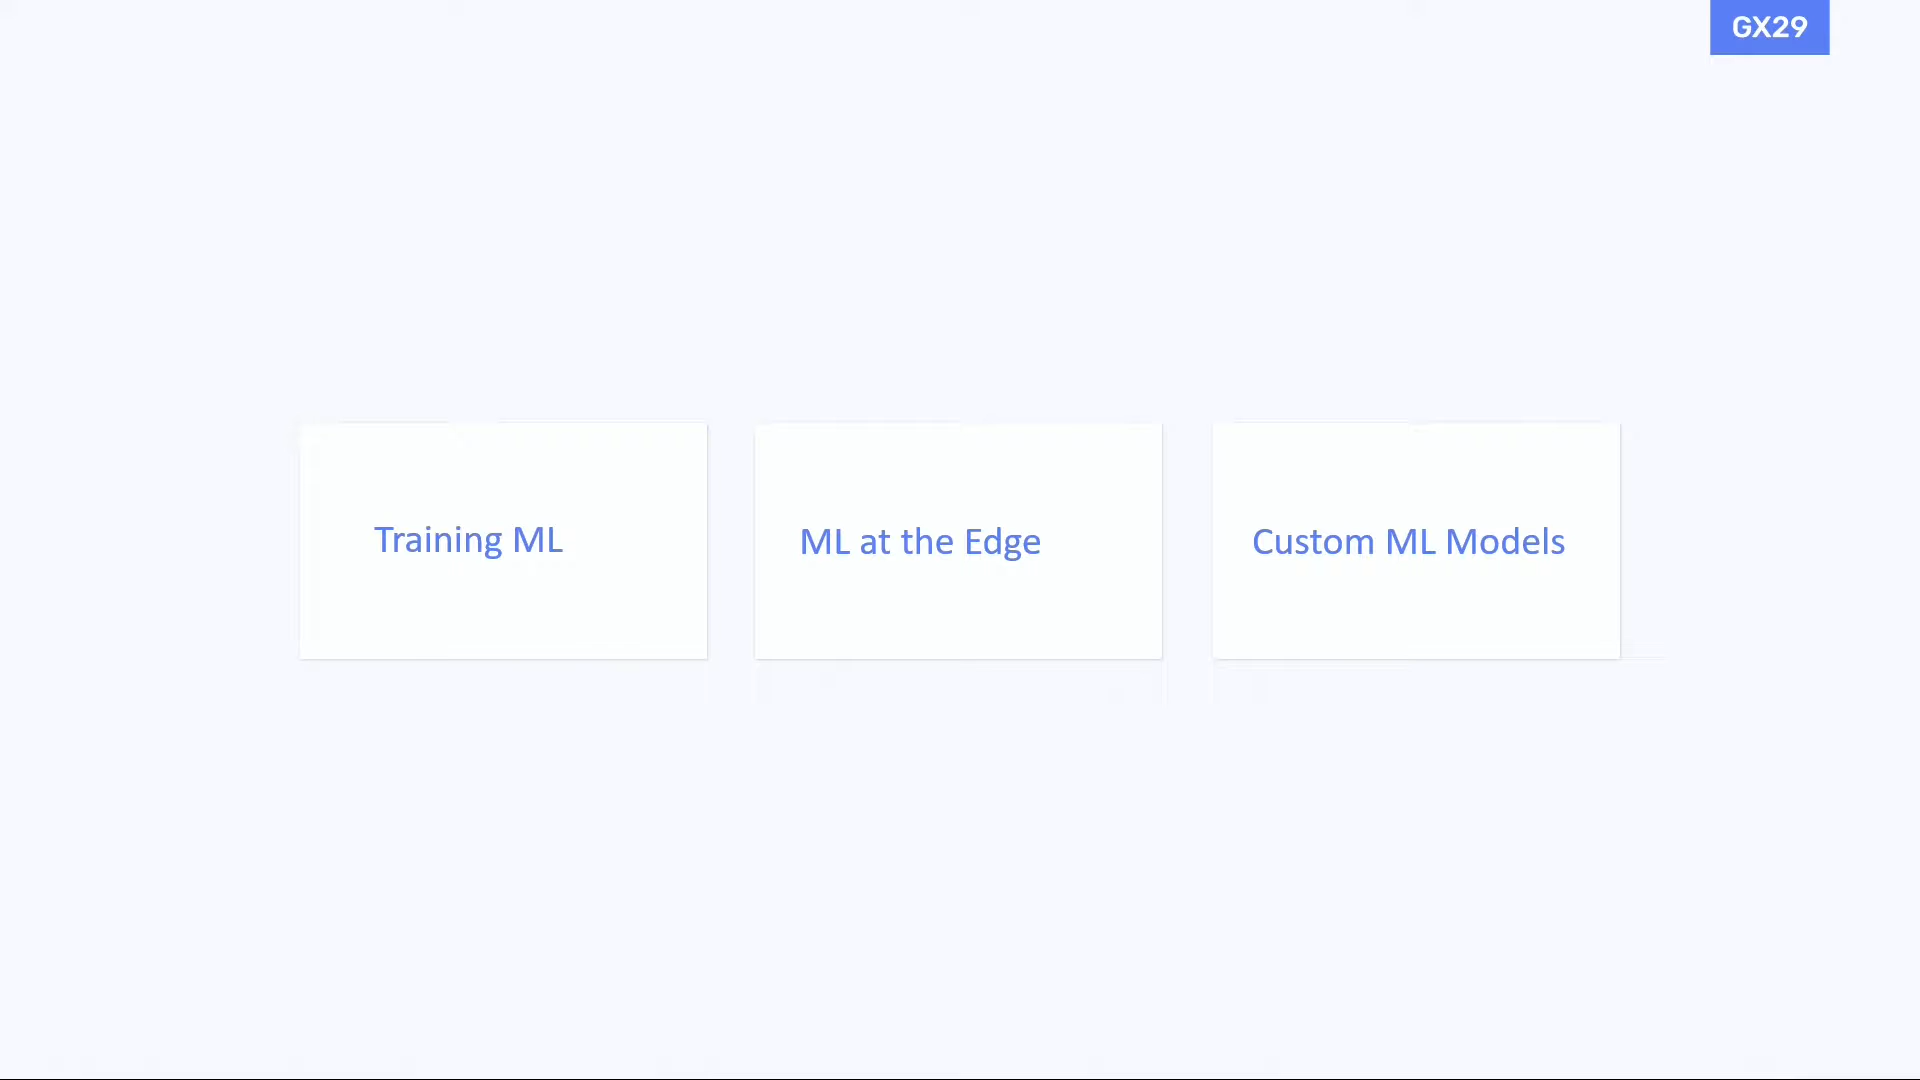 GX29
Training ML
ML at the Edge
Custom ML Models